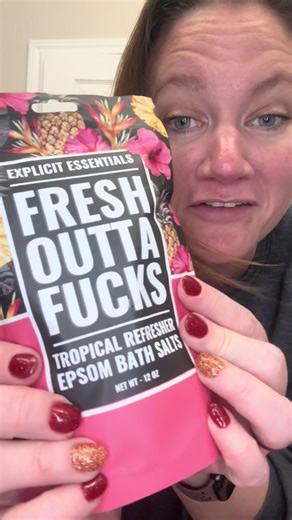 EXPLICIT ESSENTIALS
FRESH
OUTTA
FUCKS
TROPICAL REFRESHER
EPSOM BATH SALTS
NET WT - 12 OZ